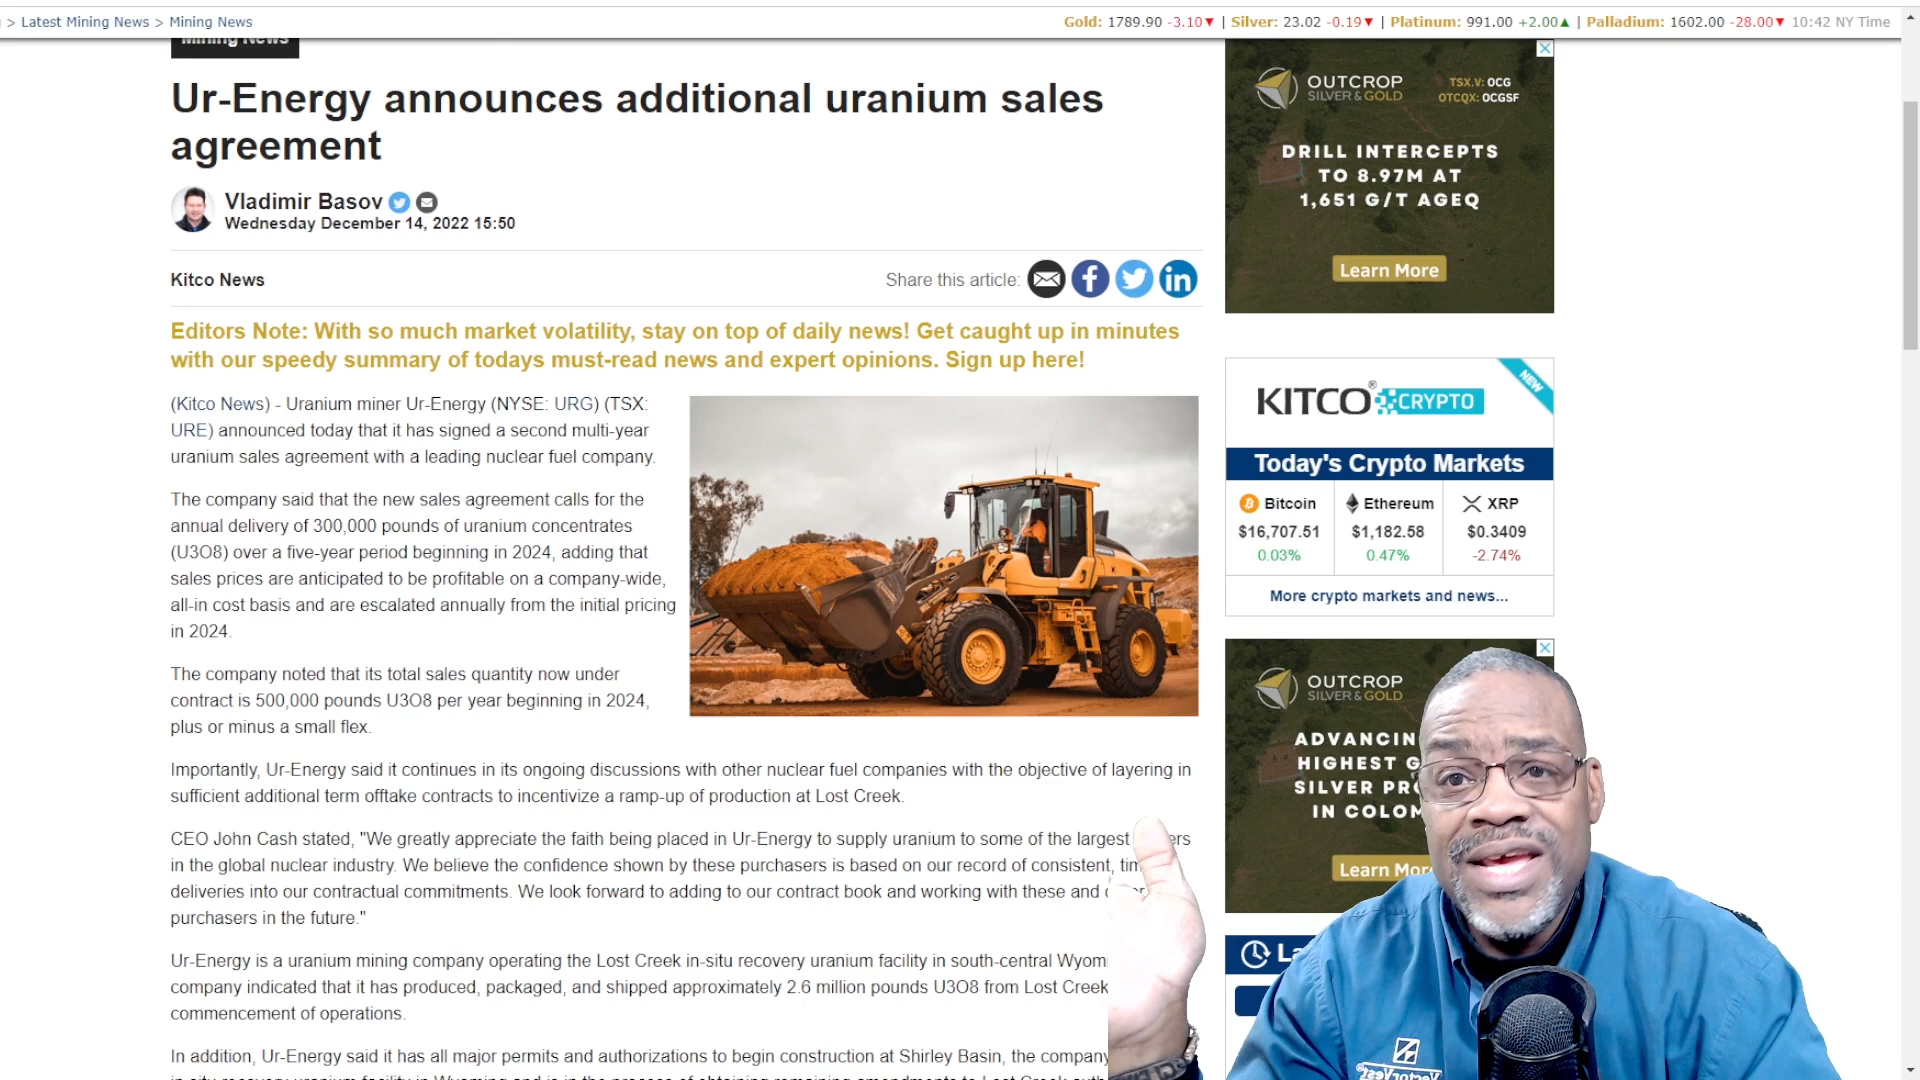 > Latest Mining News > Mining News
Gold: 1789.90 -3.10▼ | Silver: 23.02 -0.19▼ | Platinum: 991.00 +2.00▲ | Palladium: 1602.00 -28.00▼ 10:42 NY Time
Mining News
Ur-Energy announces additional uranium sales
agreement
Vladimir Basov
Wednesday December 14, 2022 15:50
Kitco News
Share this article:
Editors Note: With so much market volatility, stay on top of daily news! Get caught up in minutes
with our speedy summary of todays must-read news and expert opinions. Sign up here!
(Kitco News) - Uranium miner Ur-Energy (NYSE: URG) (TSX:
URE) announced today that it has signed a second multi-year
uranium sales agreement with a leading nuclear fuel company.
The company said that the new sales agreement calls for the
annual delivery of 300,000 pounds of uranium concentrates
(U3O8) over a five-year period beginning in 2024, adding that
sales prices are anticipated to be profitable on a company-wide,
all-in cost basis and are escalated annually from the initial pricing
in 2024.
The company noted that its total sales quantity now under
contract is 500,000 pounds U3O8 per year beginning in 2024,
plus or minus a small flex.
Importantly, Ur-Energy said it continues in its ongoing discussions with other nuclear fuel companies with the objective of layering in
sufficient additional term offtake contracts to incentivize a ramp-up of production at Lost Creek.
CEO John Cash stated, "We greatly appreciate the faith being placed in Ur-Energy to supply uranium to some of the largest
in the global nuclear industry. We believe the confidence shown by these purchasers is based on our record of consistent,
deliveries into our contractual commitments. We look forward to adding to our contract book and working with these and
purchasers in the future."
Ur-Energy is a uranium mining company operating the Lost Creek in-situ recovery uranium facility in south-central
company indicated that it has produced, packaged, and shipped approximately 2.6 million pounds U3O8 from Lost Creek
commencement of operations.
In addition, Ur-Energy said it has all major permits and authorizations to begin construction at Shirley Basin, the company
OUTCROP
SILVER & GOLD
TSX.V: OCG
OTCQX: OCGSF
DRILL INTERCEPTS
TO 8.97M AT
1,651 G/T AGEQ
Learn More
KITCO® CRYPTO
NEW
Today's Crypto Markets
Bitcoin Ethereum XRP
$16,707.51 $1,182.58 $0.3409
0.03% 0.47% -2.74%
More crypto markets and news...
OUTCROP
SILVER & GOLD
ADVANCIN
HIGHEST G
SILVER PR
IN COLOM
Learn Mor
La